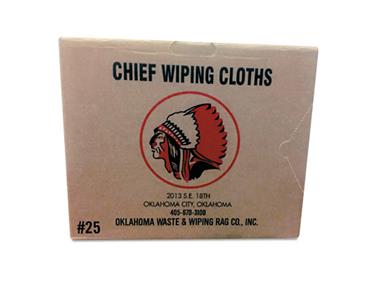 CHIEF WIPING CLOTHS
2013 S.E. 18TH
OKLAHOMA CITY, OKLAHOMA
405-670-3100
OKLAHOMA WASTE & WIPING RAG CO., INC.
#25